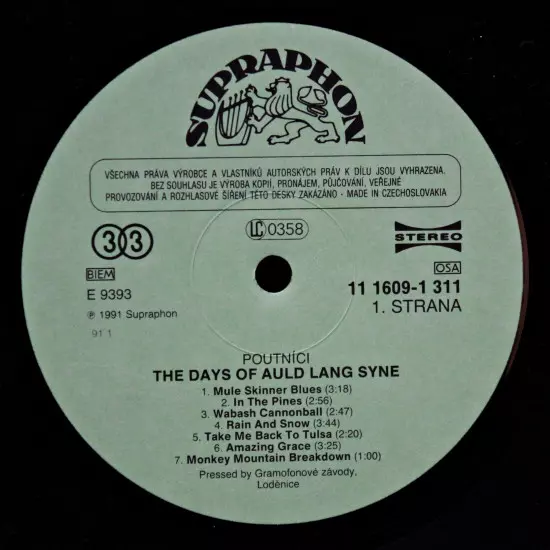 SUPRAPHON
VŠECHNA PRÁVA VÝROBCE A VLASTNÍKŮ AUTORSKÝCH PRÁV K DÍLU JSOU VYHRAZENA.
BEZ SOUHLASU JE VÝROBA KOPIÍ, PRONÁJEM, PŮJČOVÁNÍ, VEŘEJNÉ
PROVOZOVÁNÍ A ROZHLASOVÉ ŠÍŘENÍ TÉTO DESKY ZAKÁZÁNO - MADE IN CZECHOSLOVAKIA
33
LC 0358
STEREO
BIEM
OSA
E 9393
11 1609-1 311
℗ 1991 Supraphon
1. STRANA
91 1
POUTNÍCI
THE DAYS OF AULD LANG SYNE
1. Mule Skinner Blues (3:18)
2. In The Pines (2:56)
3. Wabash Cannonball (2:47)
4. Rain And Snow (3:44)
5. Take Me Back To Tulsa (2:20)
6. Amazing Grace (3:25)
7. Monkey Mountain Breakdown (1:00)
Pressed by Gramofonové závody,
Loděnice